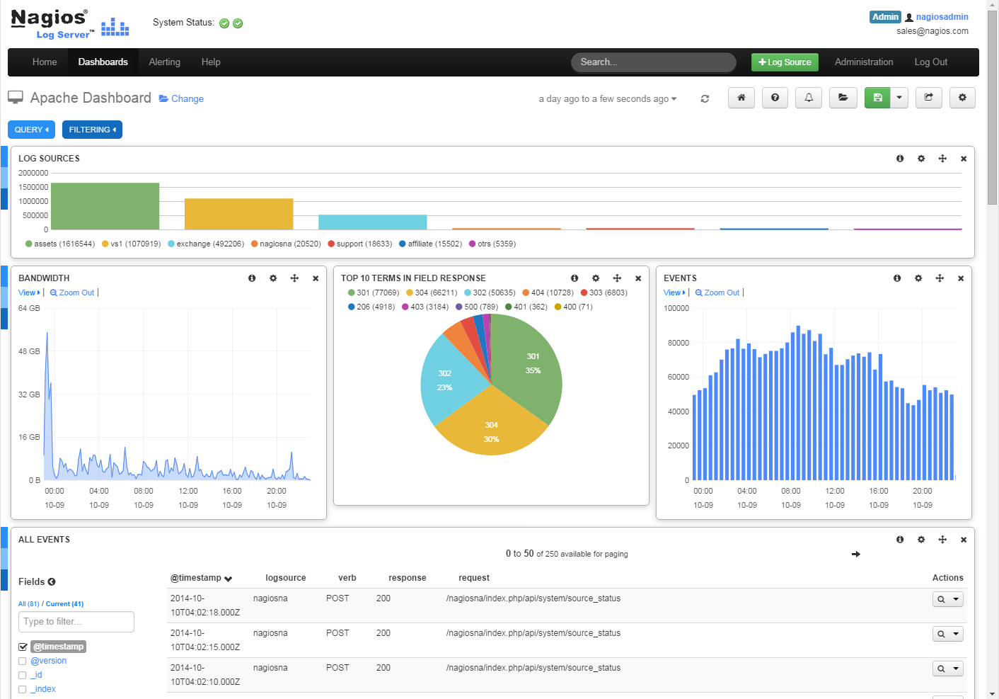 Nagios®
Log Server™
System Status:
Admin nagiosadmin
sales@nagios.com
Home Dashboards Alerting Help Search... Log Source Administration Log Out
Apache Dashboard Change a day ago to a few seconds ago
QUERY FILTERING
LOG SOURCES
2000000
1500000
1000000
500000
0
assets (1616544) vs1 (1070919) exchange (492206) nagiosna (20520) support (18633) affiliate (15502) otrs (5359)
BANDWIDTH
View | Zoom Out |
64 GB
48 GB
32 GB
16 GB
0 B
00:00 04:00 08:00 12:00 16:00 20:00
10-09 10-09 10-09 10-09 10-09 10-09
TOP 10 TERMS IN FIELD RESPONSE
301 (77069) 304 (66211) 302 (50635) 404 (10728) 303 (6803)
206 (4918) 403 (3184) 500 (789) 401 (362) 400 (71)
301
35%
302
23%
304
30%
EVENTS
View | Zoom Out |
100000
80000
60000
40000
20000
0
00:00 04:00 08:00 12:00 16:00 20:00
10-09 10-09 10-09 10-09 10-09 10-09
ALL EVENTS
0 to 50 of 250 available for paging
Fields
All (81) / Current (41)
Type to filter...
@timestamp
@version
_id
_index
@timestamp logsource verb response request Actions
2014-10- nagiosna POST 200 /nagiosna/index.php/api/system/source_status
10T04:02:18.000Z
2014-10- nagiosna POST 200 /nagiosna/index.php/api/system/source_status
10T04:02:15.000Z
2014-10- nagiosna POST 200 /nagiosna/index.php/api/system/source_status
10T04:02:10.000Z